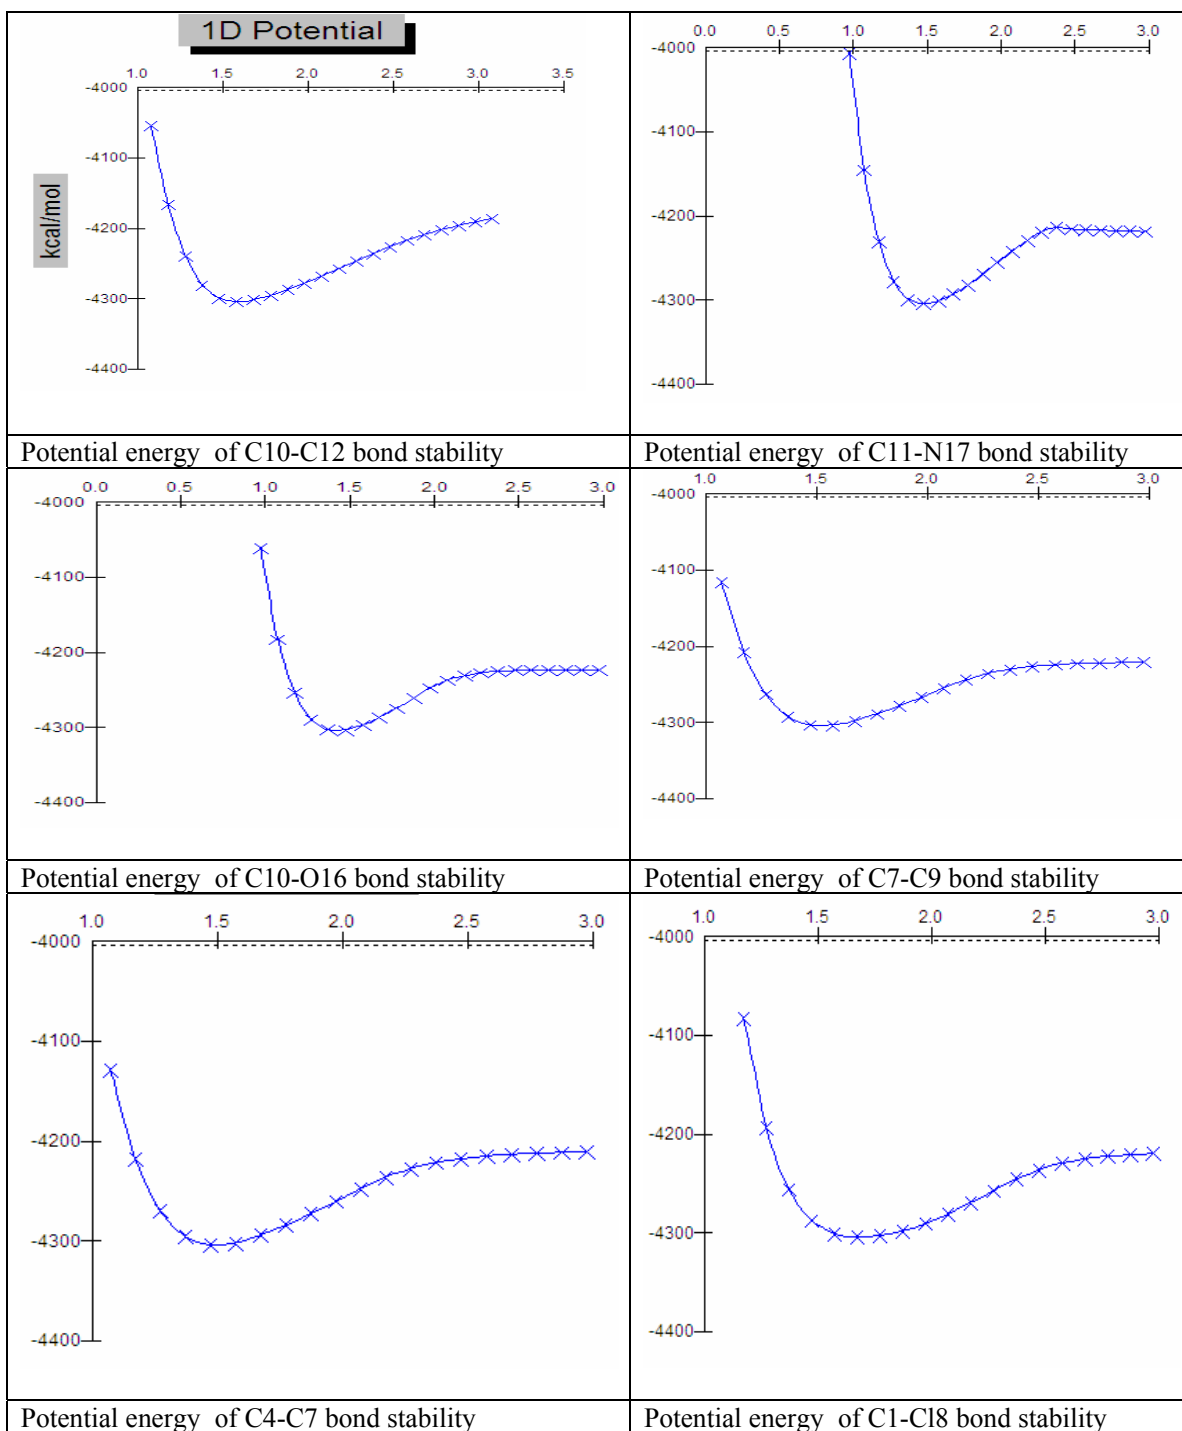 1D Potential
1.0 1.5 2.0 2.5 3.0 3.5
-4000
-4100
-4200
-4300
-4400
kcal/mol
Potential energy of C10-C12 bond stability
0.0 0.5 1.0 1.5 2.0 2.5 3.0
-4000
-4100
-4200
-4300
-4400
Potential energy of C11-N17 bond stability
0.0 0.5 1.0 1.5 2.0 2.5 3.0
-4000
-4100
-4200
-4300
-4400
Potential energy of C10-O16 bond stability
1.0 1.5 2.0 2.5 3.0
-4000
-4100
-4200
-4300
-4400
Potential energy of C7-C9 bond stability
1.0 1.5 2.0 2.5 3.0
-4000
-4100
-4200
-4300
-4400
Potential energy of C4-C7 bond stability
1.0 1.5 2.0 2.5 3.0
-4000
-4100
-4200
-4300
-4400
Potential energy of C1-Cl8 bond stability